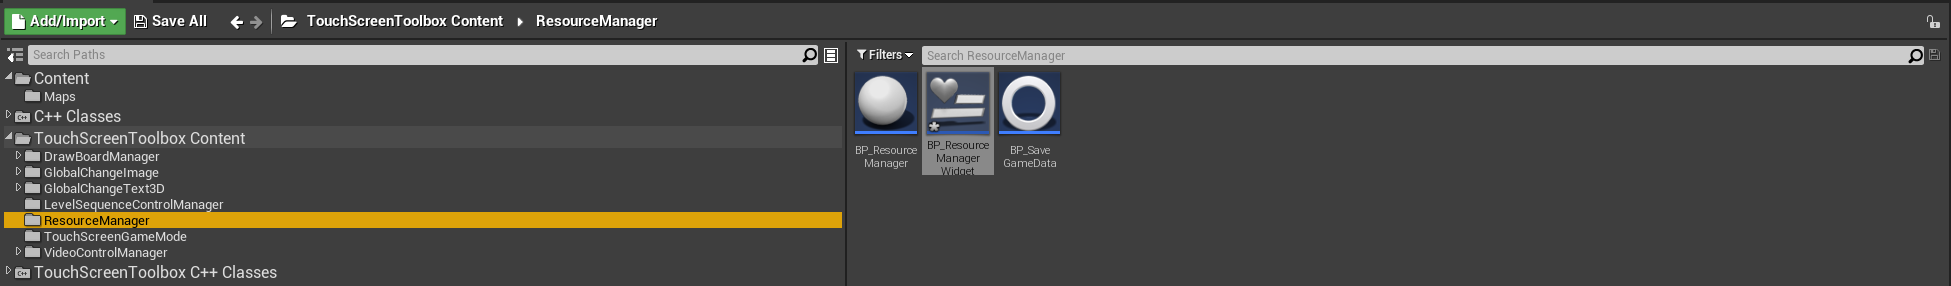 Add/Import Save All TouchScreenToolbox Content ResourceManager
Search Paths
Content
Maps
C++ Classes
TouchScreenToolbox Content
DrawBoardManager
GlobalChangeImage
GlobalChangeText3D
LevelSequenceControlManager
ResourceManager
TouchScreenGameMode
VideoControlManager
TouchScreenToolbox C++ Classes
Filters Search ResourceManager
BP_Resource
Manager
BP_Resource
Manager
Widget
BP_Save
GameData